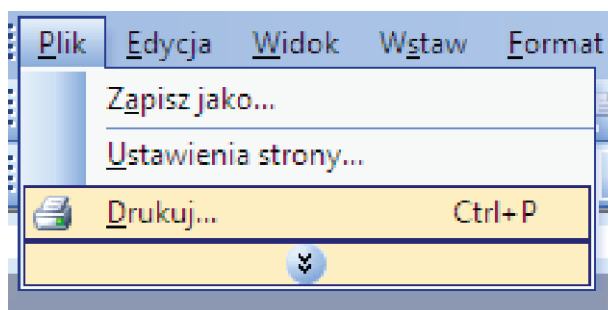 Plik Edycja Widok Wstaw Format
Zapisz jako...
Ustawienia strony...
Drukuj... Ctrl+P